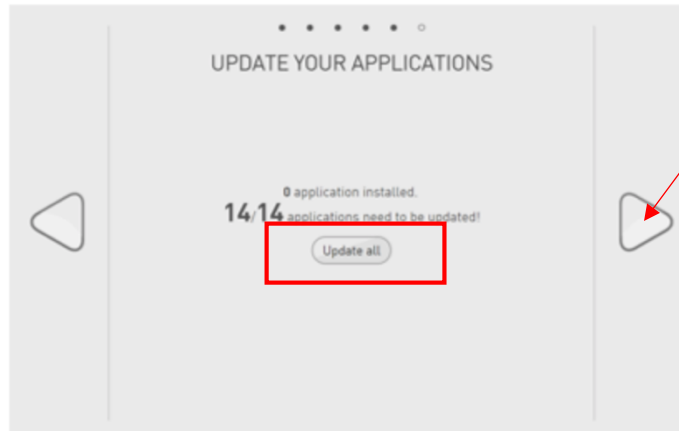 UPDATE YOUR APPLICATIONS
0 application installed.
14/14 applications need to be updated!
Update all